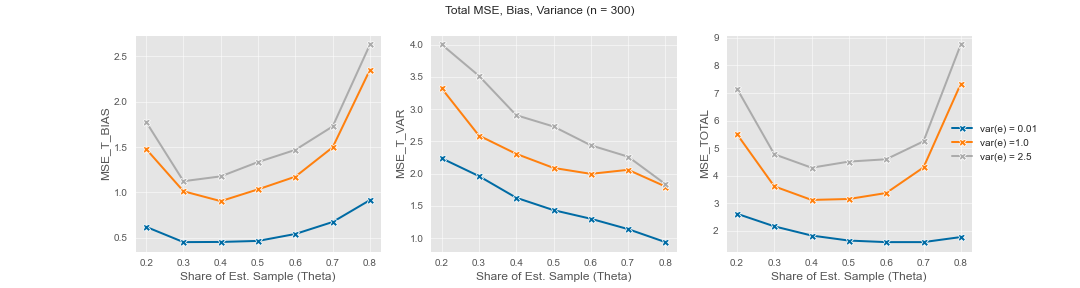 Total MSE, Bias, Variance (n = 300)
MSE_T_BIAS
2.5
2.0
1.5
1.0
0.5
0.2 0.3 0.4 0.5 0.6 0.7 0.8
Share of Est. Sample (Theta)
MSE_T_VAR
4.0
3.5
3.0
2.5
2.0
1.5
1.0
0.2 0.3 0.4 0.5 0.6 0.7 0.8
Share of Est. Sample (Theta)
MSE_TOTAL
9
8
7
6
5
4
3
2
0.2 0.3 0.4 0.5 0.6 0.7 0.8
Share of Est. Sample (Theta)
var(e) = 0.01
var(e) =1.0
var(e) = 2.5